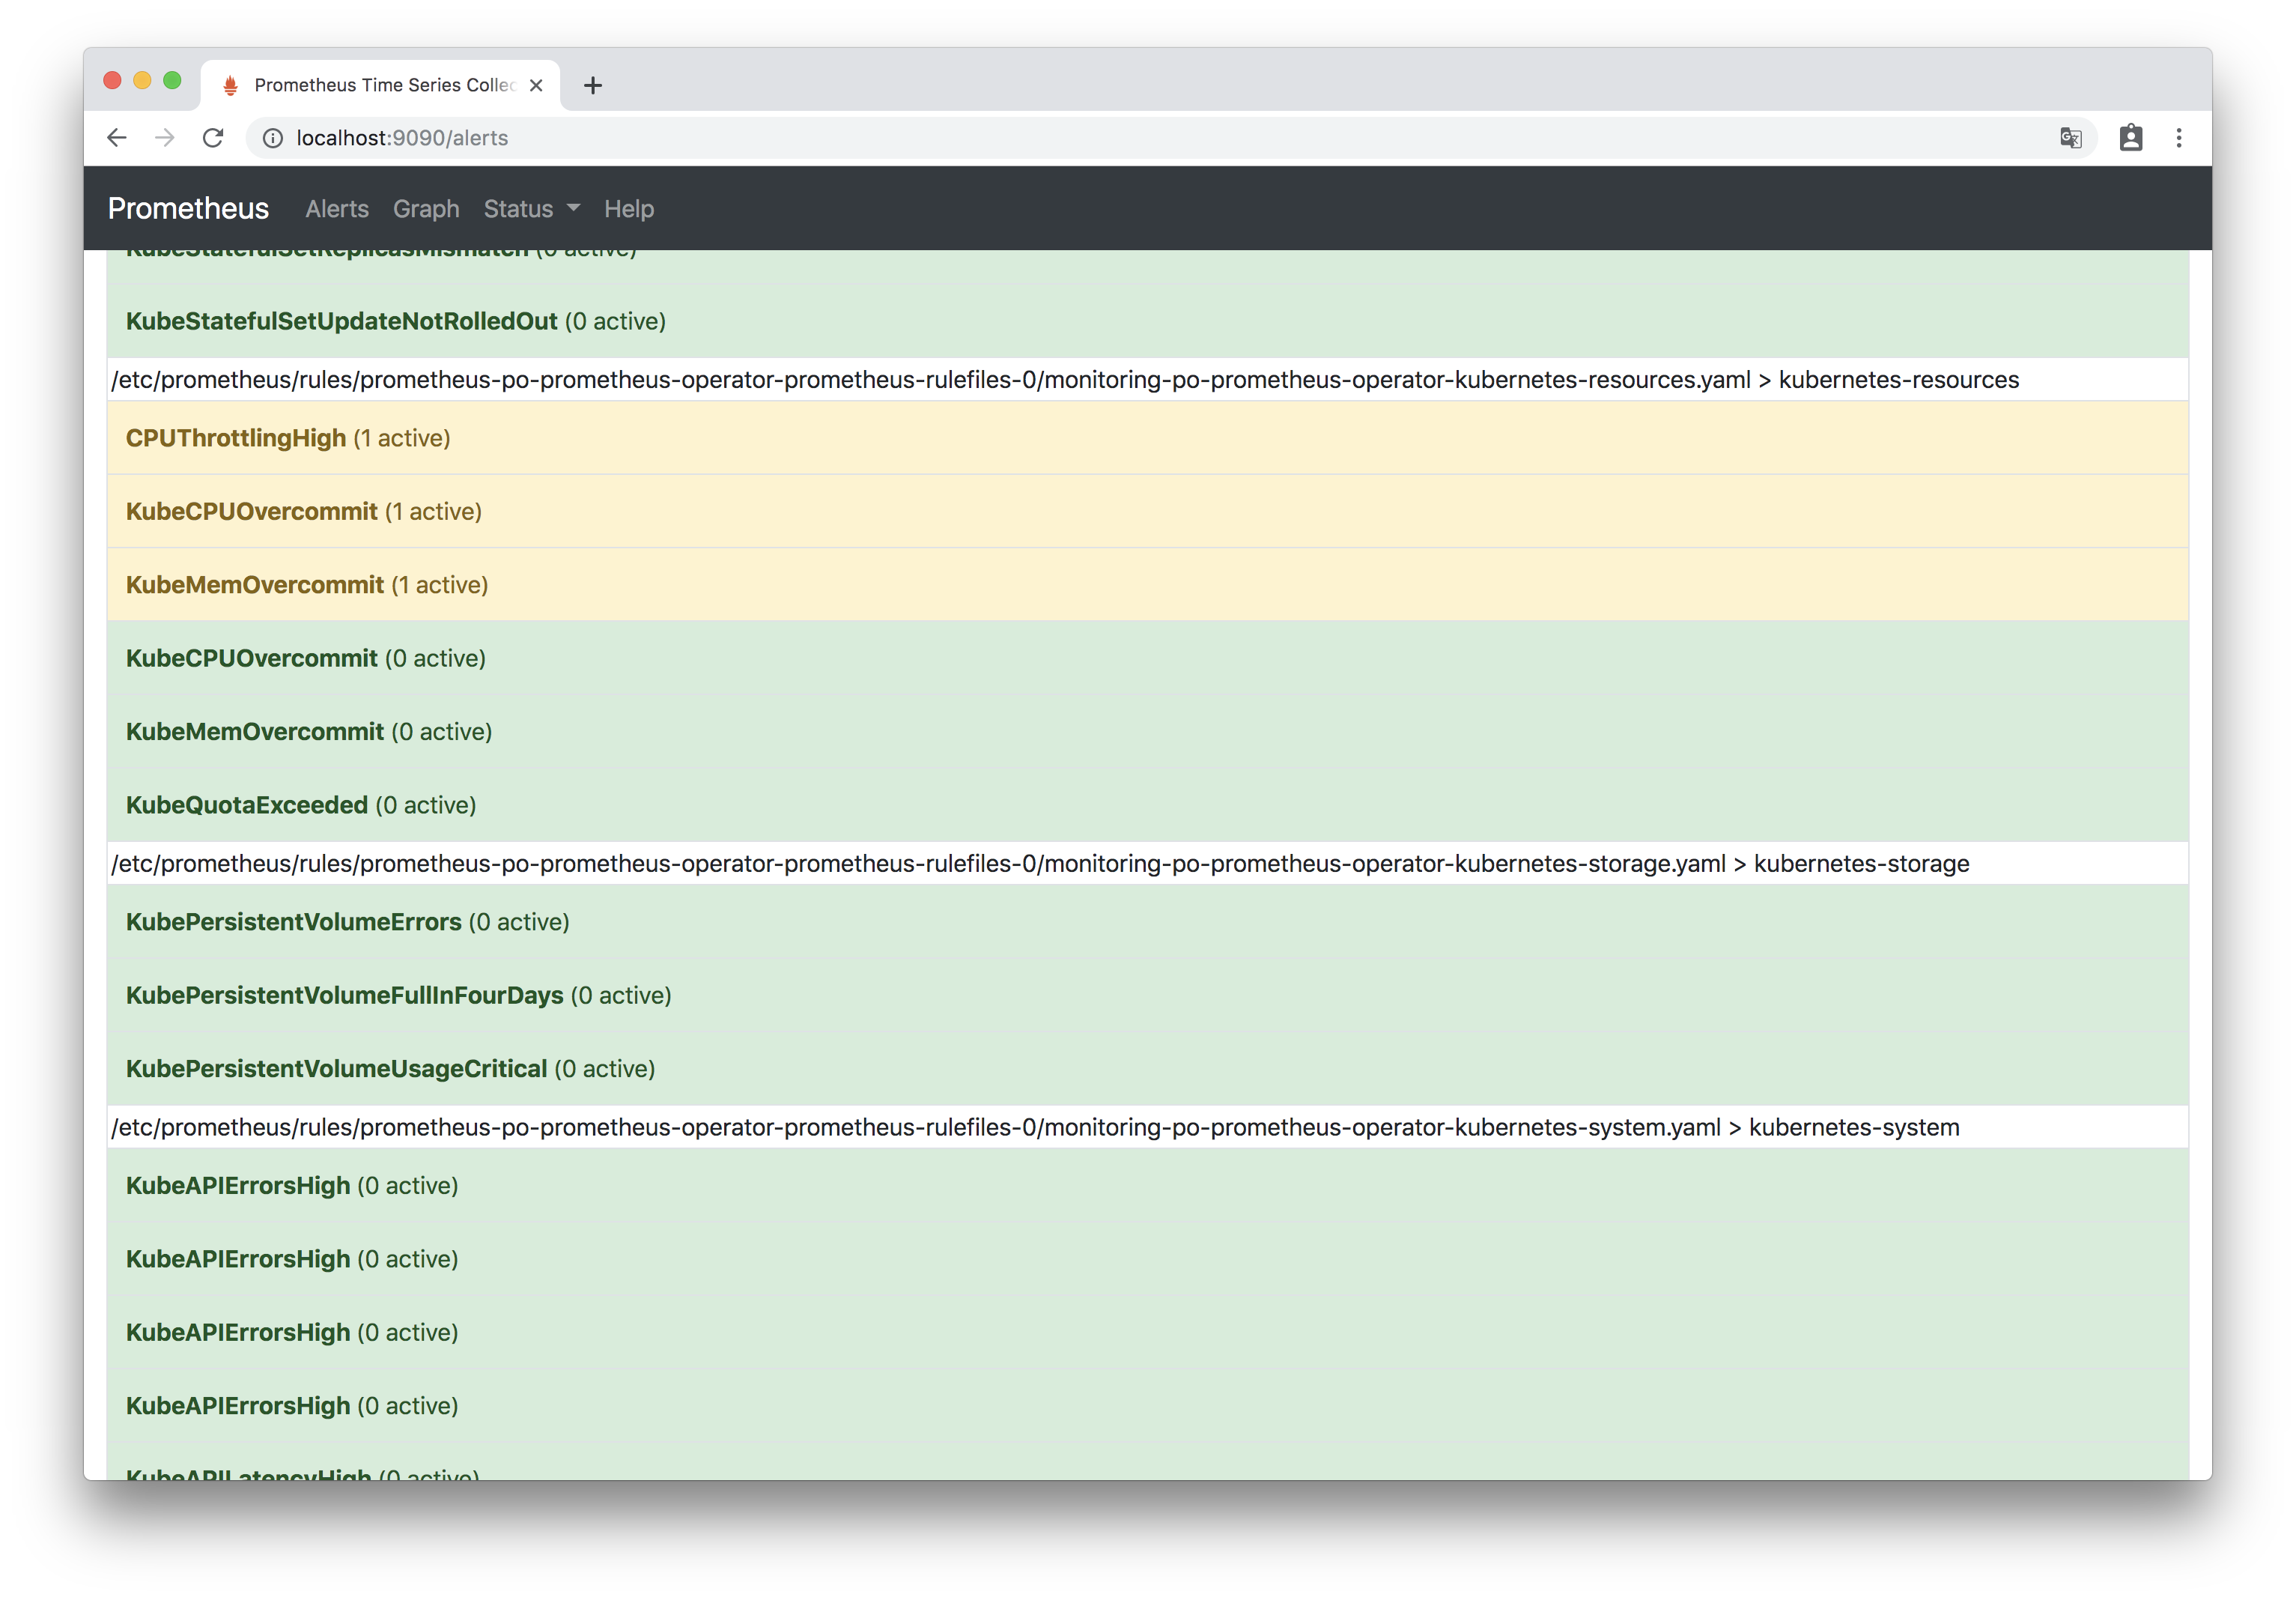 Prometheus Time Series Collec
localhost:9090/alerts
Prometheus Alerts Graph Status Help
KubeStatefulSetReplicasMismatch (0 active)
KubeStatefulSetUpdateNotRolledOut (0 active)
/etc/prometheus/rules/prometheus-po-prometheus-operator-prometheus-rulefiles-0/monitoring-po-prometheus-operator-kubernetes-resources.yaml > kubernetes-resources
CPUThrottlingHigh (1 active)
KubeCPUOvercommit (1 active)
KubeMemOvercommit (1 active)
KubeCPUOvercommit (0 active)
KubeMemOvercommit (0 active)
KubeQuotaExceeded (0 active)
/etc/prometheus/rules/prometheus-po-prometheus-operator-prometheus-rulefiles-0/monitoring-po-prometheus-operator-kubernetes-storage.yaml > kubernetes-storage
KubePersistentVolumeErrors (0 active)
KubePersistentVolumeFullInFourDays (0 active)
KubePersistentVolumeUsageCritical (0 active)
/etc/prometheus/rules/prometheus-po-prometheus-operator-prometheus-rulefiles-0/monitoring-po-prometheus-operator-kubernetes-system.yaml > kubernetes-system
KubeAPIErrorsHigh (0 active)
KubeAPIErrorsHigh (0 active)
KubeAPIErrorsHigh (0 active)
KubeAPIErrorsHigh (0 active)
KubeAPILatencyHigh (0 active)